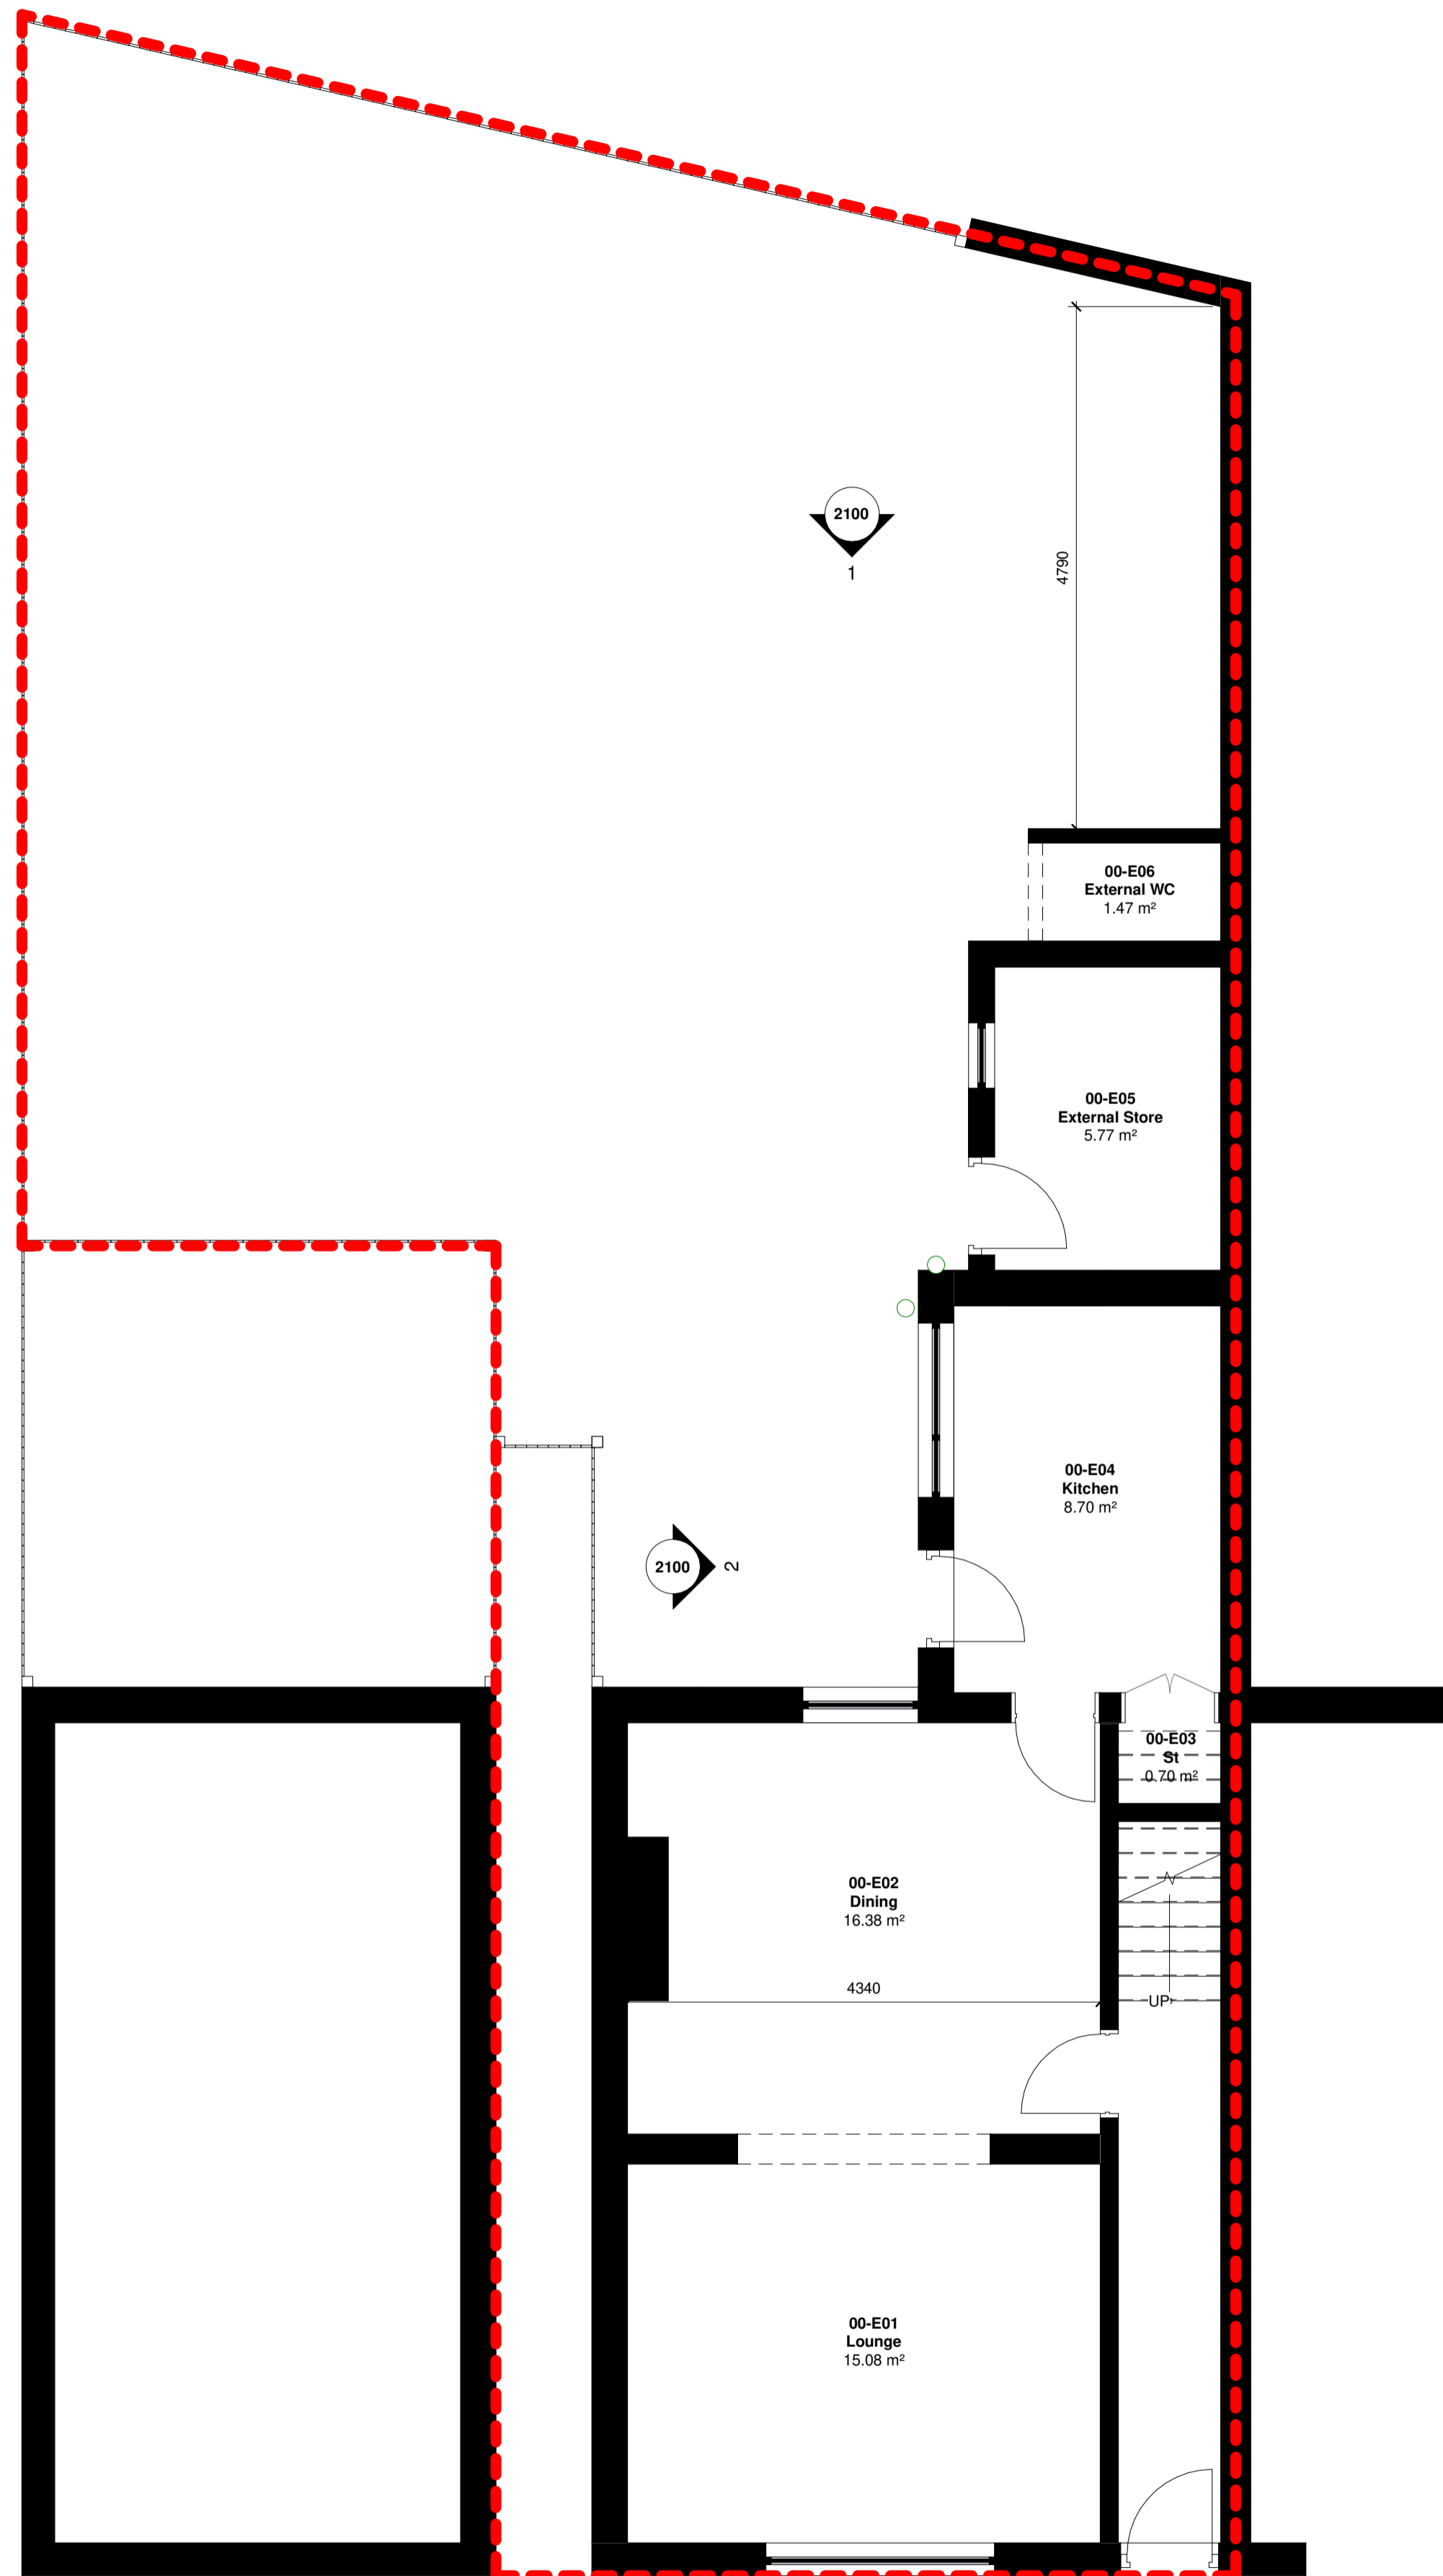 2100
1
4790
00-E06
External WC
1.47 m²
00-E05
External Store
5.77 m²
00-E04
Kitchen
8.70 m²
2100
2
00-E03
St
0.70 m²
00-E02
Dining
16.38 m²
4340
UP
00-E01
Lounge
15.08 m²